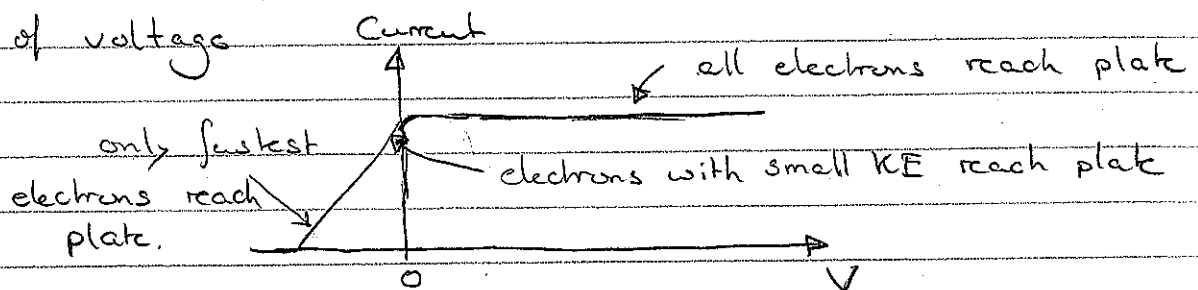 of voltage
Current
all electrons reach plate
only fastest
electrons with small KE reach plate
electrons reach
plate.
0
V